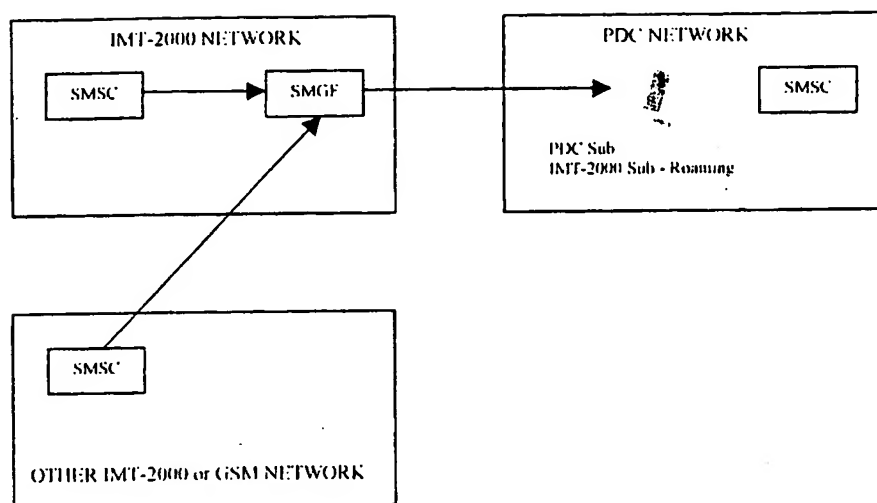 IMT-2000 NETWORK
SMSC
SMGF
PDC NETWORK
SMSC
PDC Sub
IMT-2000 Sub - Roaming
SMSC
OTHER IMT-2000 or GSM NETWORK